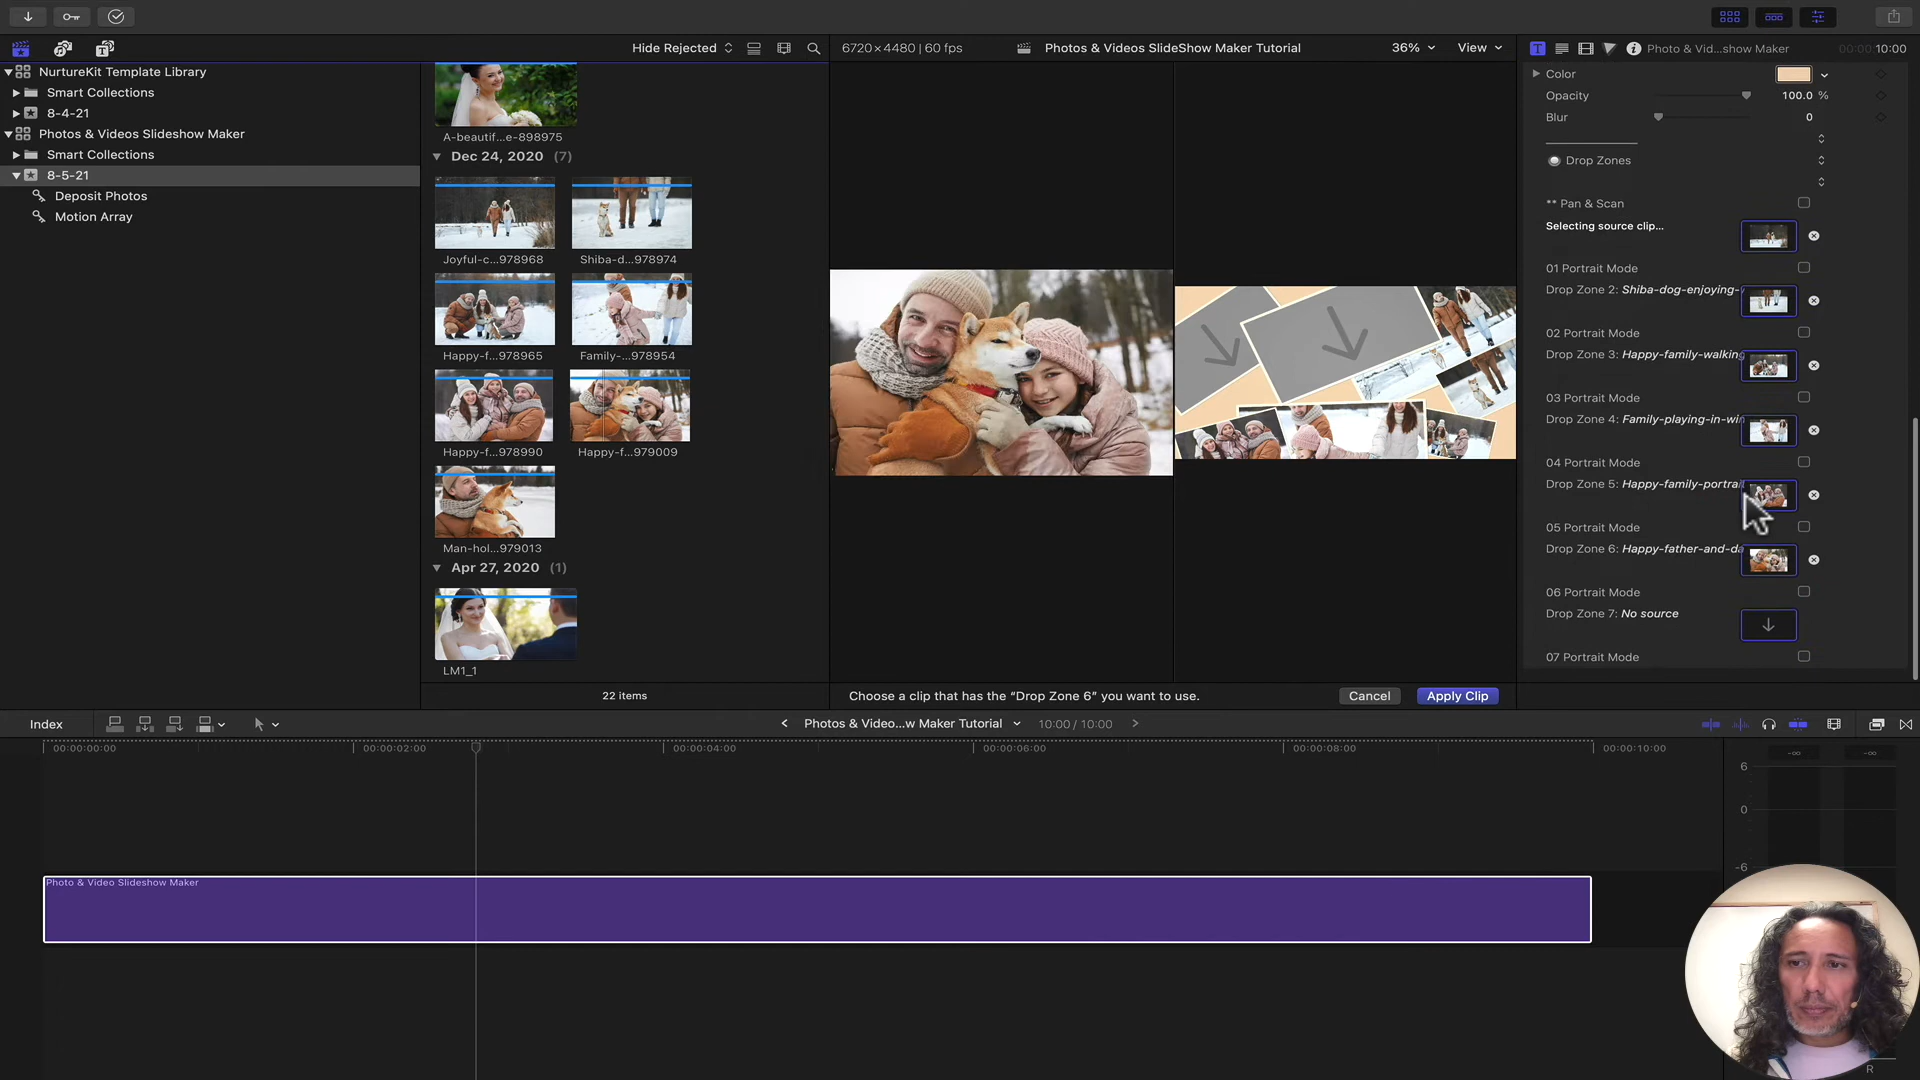 Hide Rejected
6720×4480 | 60 fps
Photos & Videos SlideShow Maker Tutorial
36%
View
Photo & Vid...show Maker
00:00:10:00
NurtureKit Template Library
Smart Collections
8-4-21
Photos & Videos Slideshow Maker
Smart Collections
8-5-21
Deposit Photos
Motion Array
A-beautif...e-898975
Dec 24, 2020 (7)
Joyful-c...978968
Shiba-d...978974
Happy-f...978965
Family-...978954
Happy-f...978990
Happy-f...979009
Man-hol...979013
Apr 27, 2020 (1)
LM1_1
22 items
Choose a clip that has the “Drop Zone 6” you want to use.
Cancel
Apply Clip
Color
Opacity
100.0 %
Blur
0
Drop Zones
** Pan & Scan
Selecting source clip...
01 Portrait Mode
Drop Zone 2: Shiba-dog-enjoying-
02 Portrait Mode
Drop Zone 3: Happy-family-walking
03 Portrait Mode
Drop Zone 4: Family-playing-in-win
04 Portrait Mode
Drop Zone 5: Happy-family-portrai
05 Portrait Mode
Drop Zone 6: Happy-father-and-da
06 Portrait Mode
Drop Zone 7: No source
07 Portrait Mode
Index
Photos & Video...w Maker Tutorial
10:00 / 10:00
00:00:00:00
00:00:02:00
00:00:04:00
00:00:06:00
00:00:08:00
00:00:10:00
Photo & Video Slideshow Maker
-∞
-∞
6
0
-6
R